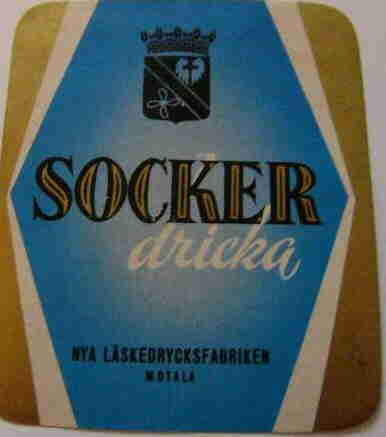 SOCKER
dricka
NYA LÄSKEDRYCKSFABRIKEN
MOTALA